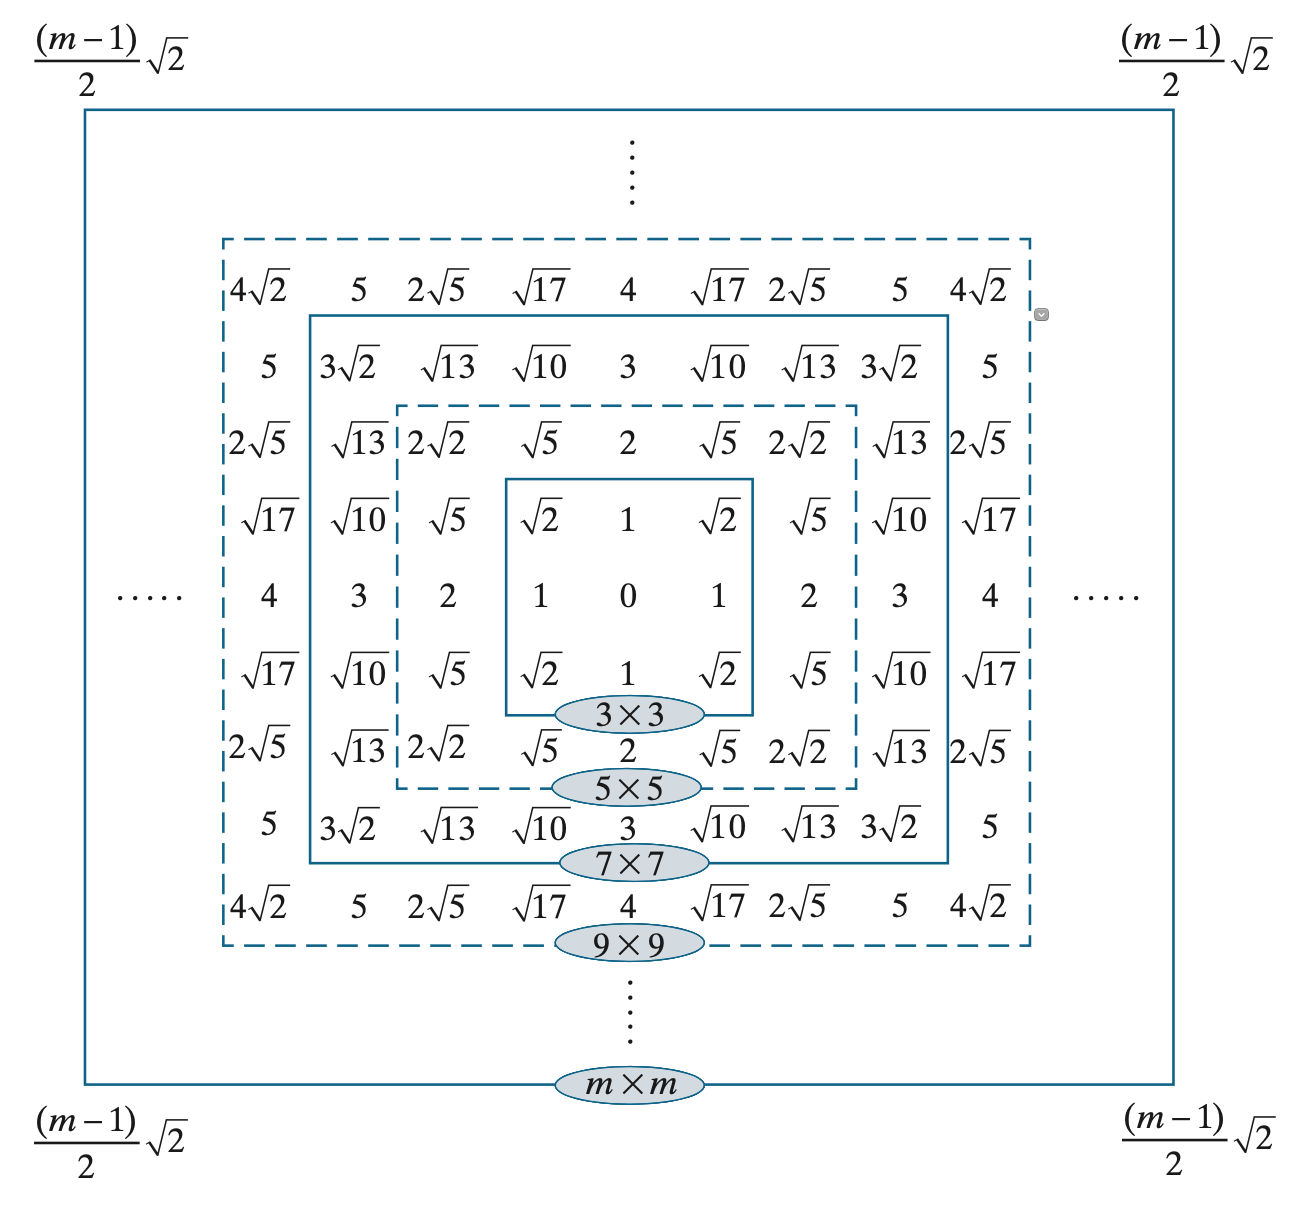 (m – 1)/2 √2 (m – 1)/2 √2
4√2 5 2√5 √17 4 √17 2√5 5 4√2
5 3√2 √13 √10 3 √10 √13 3√2 5
2√5 √13 2√2 √5 2 √5 2√2 √13 2√5
√17 √10 √5 √2 1 √2 √5 √10 √17
4 3 2 1 0 1 2 3 4
√17 √10 √5 √2 1 √2 √5 √10 √17
3×3
2√5 √13 2√2 √5 2 √5 2√2 √13 2√5
5×5
5 3√2 √13 √10 3 √10 √13 3√2 5
7×7
4√2 5 2√5 √17 4 √17 2√5 5 4√2
9×9
m×m
(m – 1)/2 √2 (m – 1)/2 √2